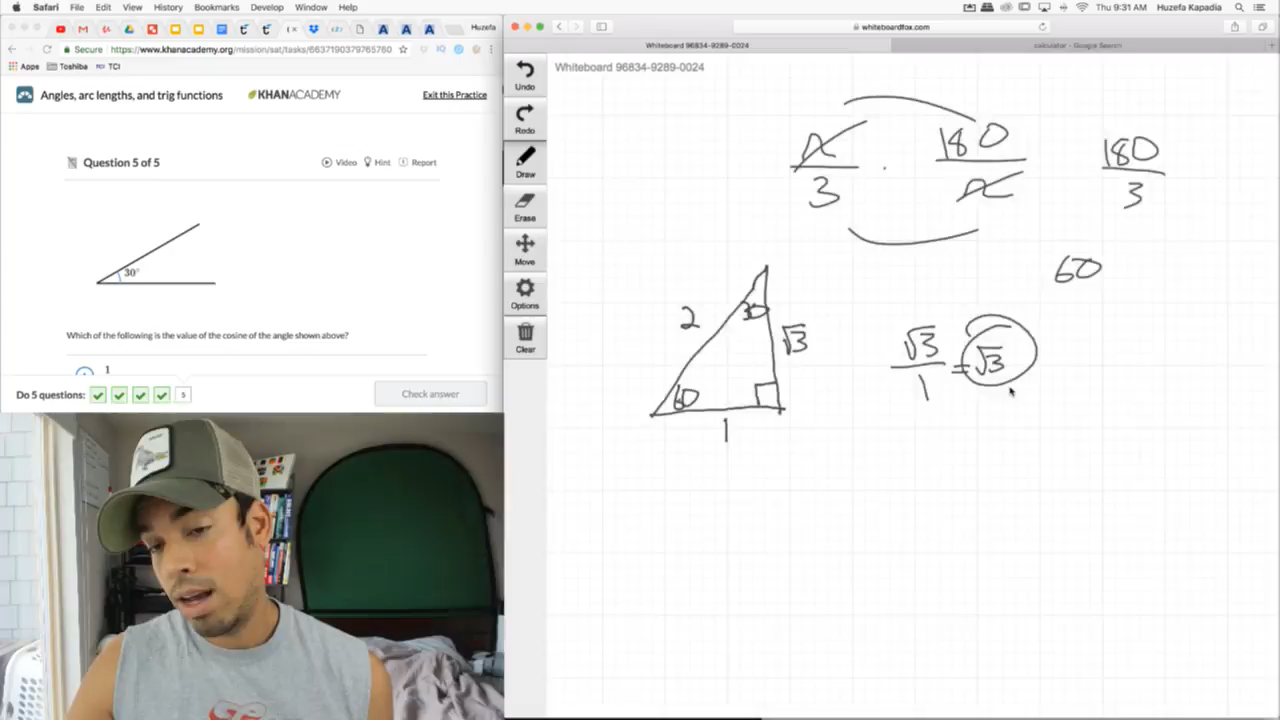 Safari File Edit View History Bookmarks Develop Window Help
Thu 9:31 AM Huzefa Kapadia
Huzefa
Secure https://www.khanacademy.org/mission/sat/tasks/6637190379765760
Apps Toshiba TCI
Angles, arc lengths, and trig functions KHANACADEMY Exit this Practice
Question 5 of 5 Video Hint Report
30°
Which of the following is the value of the cosine of the angle shown above?
1
Do 5 questions: 5 Check answer
whiteboardfox.com
Whiteboard 96834-9289-0024 calculator - Google Search
Whiteboard 96834-9289-0024
Undo
Redo
Draw
Erase
Move
Options
Clear
π/3 · 180/π 180/3
60
2 30 √3
60
1
√3/1 = √3